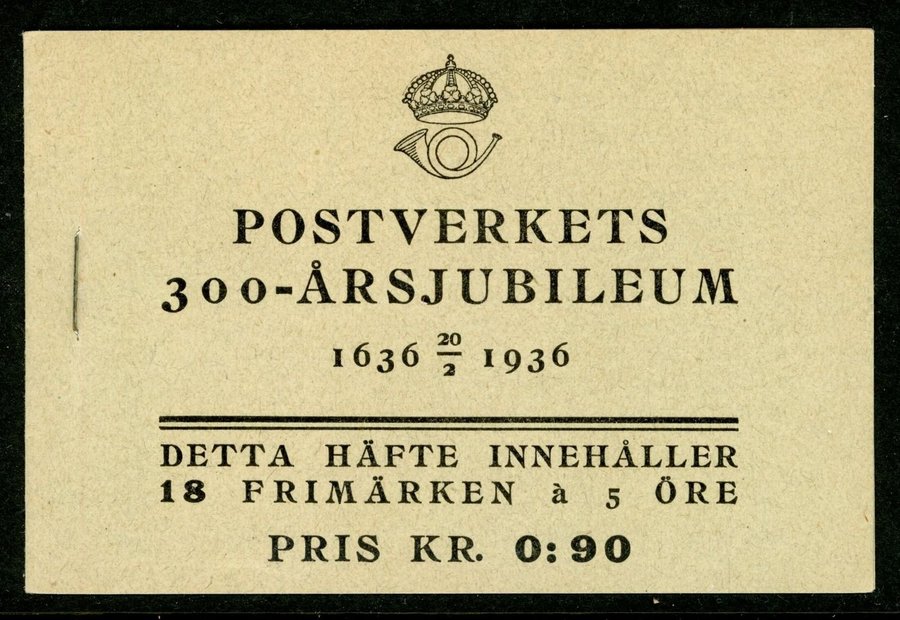 POSTVERKETS
300-ÅRSJUBILEUM
1636 20/2 1936
DETTA HÄFTE INNEHÅLLER
18 FRIMÄRKEN à 5 ÖRE
PRIS KR. 0:90